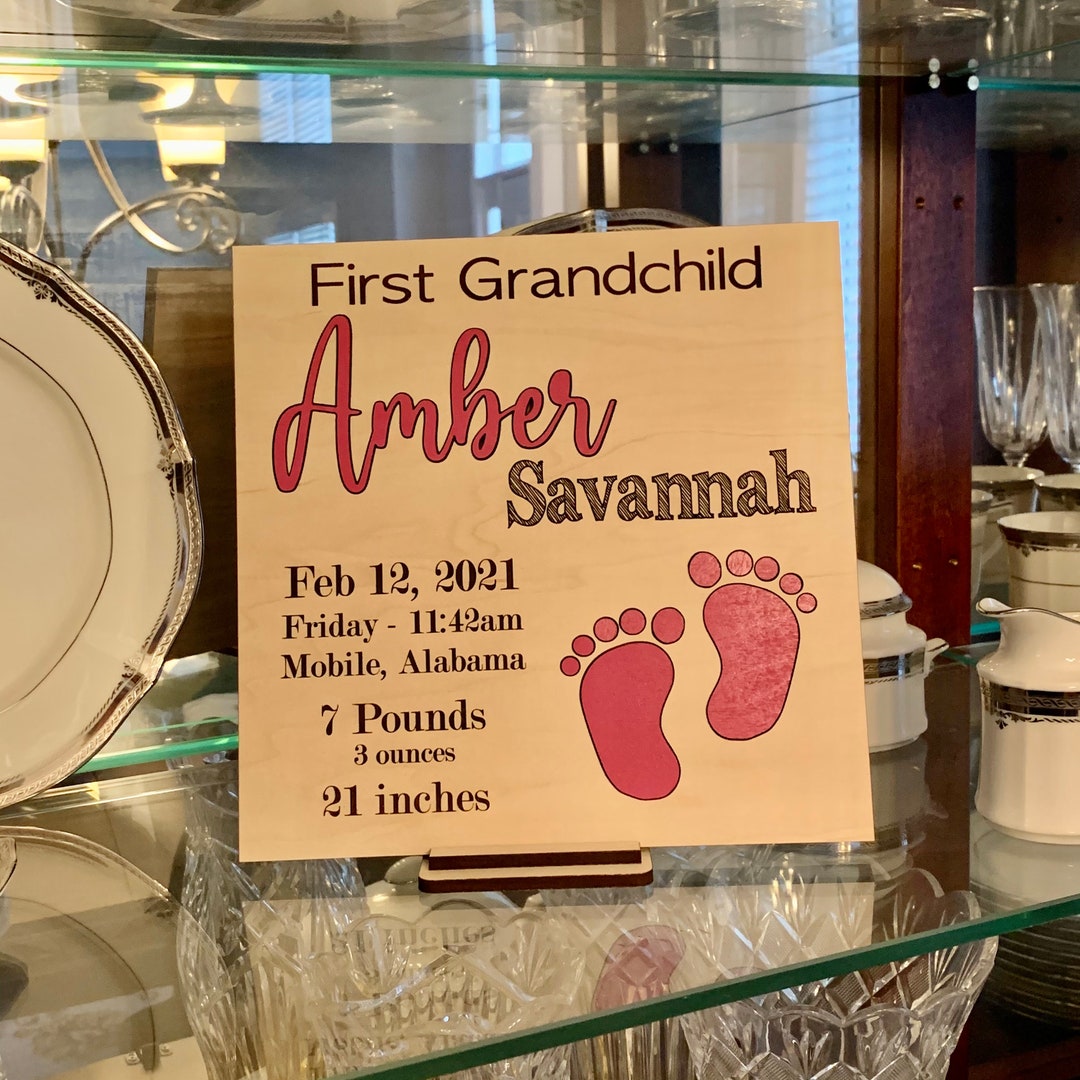 First Grandchild
Amber
Savannah
Feb 12, 2021
Friday - 11:42am
Mobile, Alabama
7 Pounds
3 ounces
21 inches